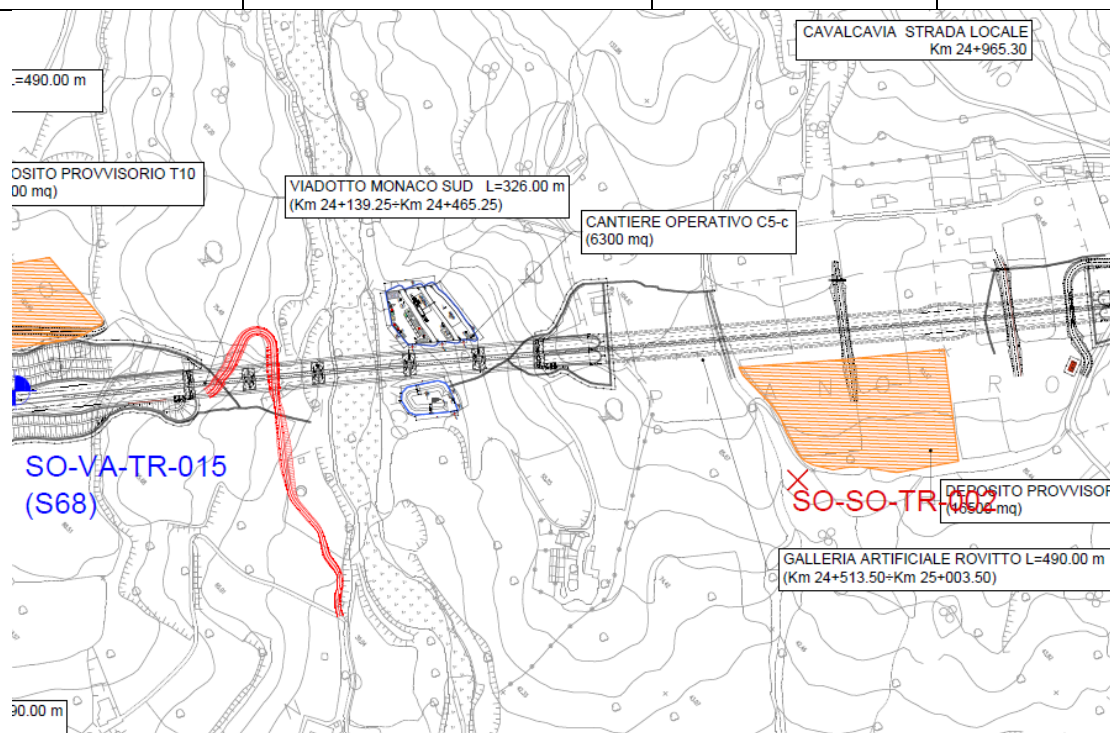 CAVALCAVIA STRADA LOCALE
Km 24+965.30
L=490.00 m
OSITO PROVVISORIO T10
00 mq)
VIADOTTO MONACO SUD L=326.00 m
(Km 24+139.25÷Km 24+465.25)
CANTIERE OPERATIVO C5-c
(6300 mq)
P I A N O R O
SO-VA-TR-015
(S68)
SO-SO-TR-002
DEPOSITO PROVVISOR
mq)
GALLERIA ARTIFICIALE ROVITTO L=490.00 m
(Km 24+513.50÷Km 25+003.50)
90.00 m